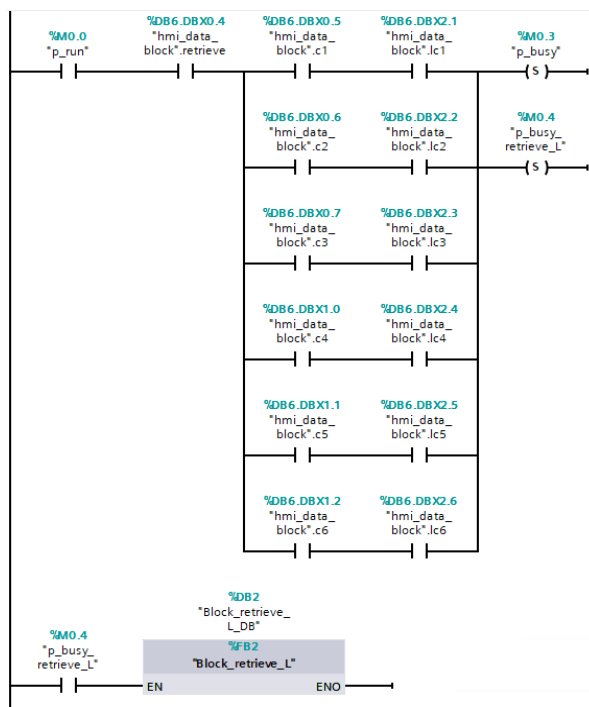 %M0.0
"p_run"
%DB6.DBX0.4
"hmi_data_
block".retrieve
%DB6.DBX0.5
"hmi_data_
block".c1
%DB6.DBX2.1
"hmi_data_
block".lc1
%M0.3
"p_busy"
S
%DB6.DBX0.6
"hmi_data_
block".c2
%DB6.DBX2.2
"hmi_data_
block".lc2
%M0.4
"p_busy_
retrieve_L"
S
%DB6.DBX0.7
"hmi_data_
block".c3
%DB6.DBX2.3
"hmi_data_
block".lc3
%DB6.DBX1.0
"hmi_data_
block".c4
%DB6.DBX2.4
"hmi_data_
block".lc4
%DB6.DBX1.1
"hmi_data_
block".c5
%DB6.DBX2.5
"hmi_data_
block".lc5
%DB6.DBX1.2
"hmi_data_
block".c6
%DB6.DBX2.6
"hmi_data_
block".lc6
%M0.4
"p_busy_
retrieve_L"
%DB2
"Block_retrieve_
L_DB"
%FB2
"Block_retrieve_L"
EN
ENO